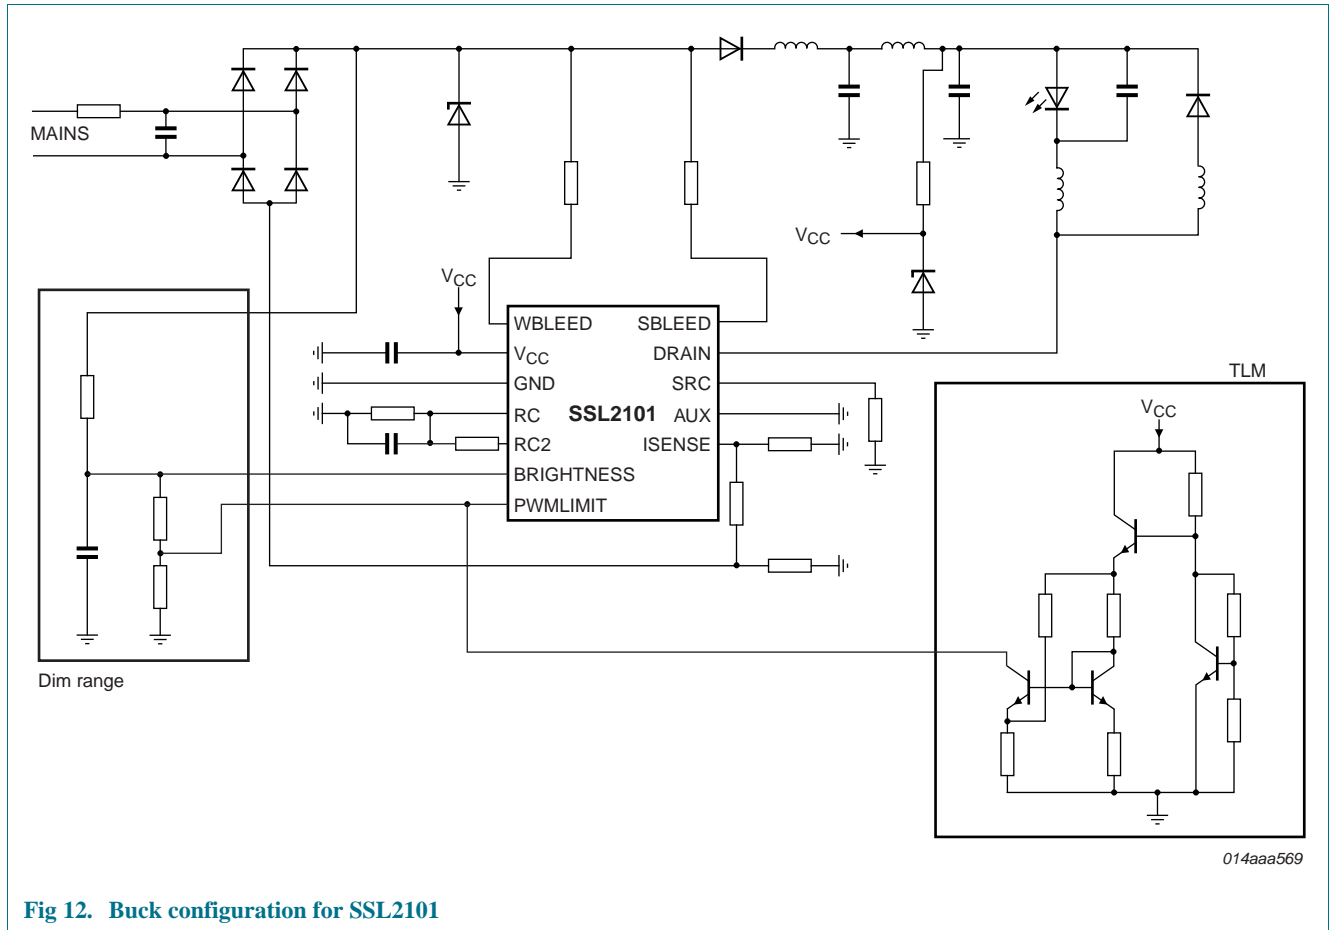 MAINS
VCC
VCC
WBLEED
SBLEED
VCC
DRAIN
GND
SRC
RC
SSL2101
AUX
RC2
ISENSE
BRIGHTNESS
PWMLIMIT
Dim range
TLM
VCC
014aaa569
Fig 12. Buck configuration for SSL2101